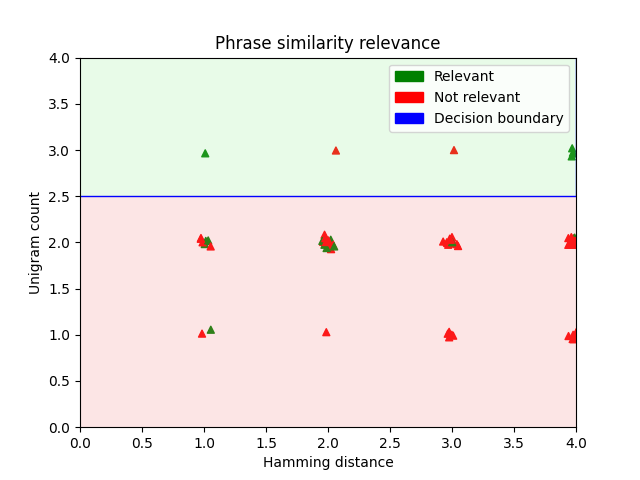 Phrase similarity relevance
Relevant
Not relevant
Decision boundary
4.0
3.5
3.0
2.5
2.0
1.5
1.0
0.5
0.0
Unigram count
0.0 0.5 1.0 1.5 2.0 2.5 3.0 3.5 4.0
Hamming distance